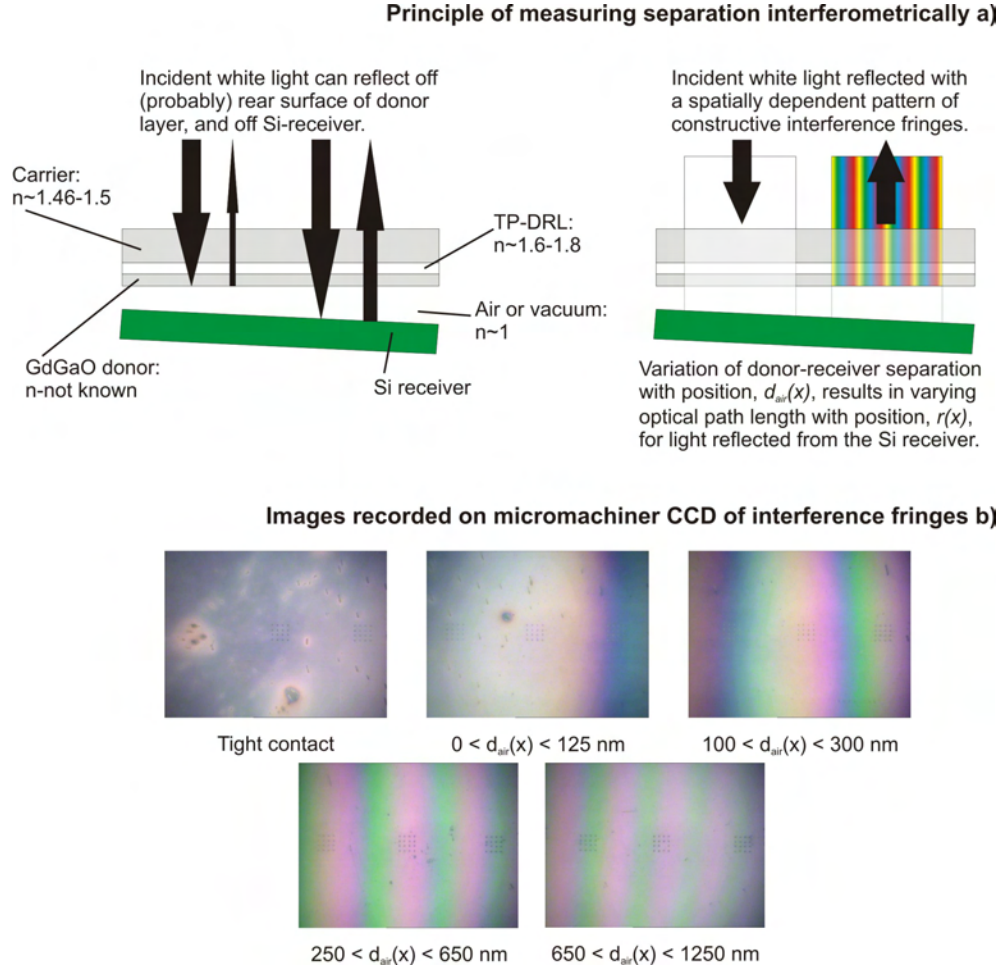 Principle of measuring separation interferometrically a)
Incident white light can reflect off
(probably) rear surface of donor
layer, and off Si-receiver.
Carrier:
n~1.46-1.5
TP-DRL:
n~1.6-1.8
Air or vacuum:
n~1
GdGaO donor:
n-not known
Si receiver
Incident white light reflected with
a spatially dependent pattern of
constructive interference fringes.
Variation of donor-receiver separation
with position, dair(x), results in varying
optical path length with position, r(x),
for light reflected from the Si receiver.
Images recorded on micromachiner CCD of interference fringes b)
Tight contact
0 < dair(x) < 125 nm
100 < dair(x) < 300 nm
250 < dair(x) < 650 nm
650 < dair(x) < 1250 nm